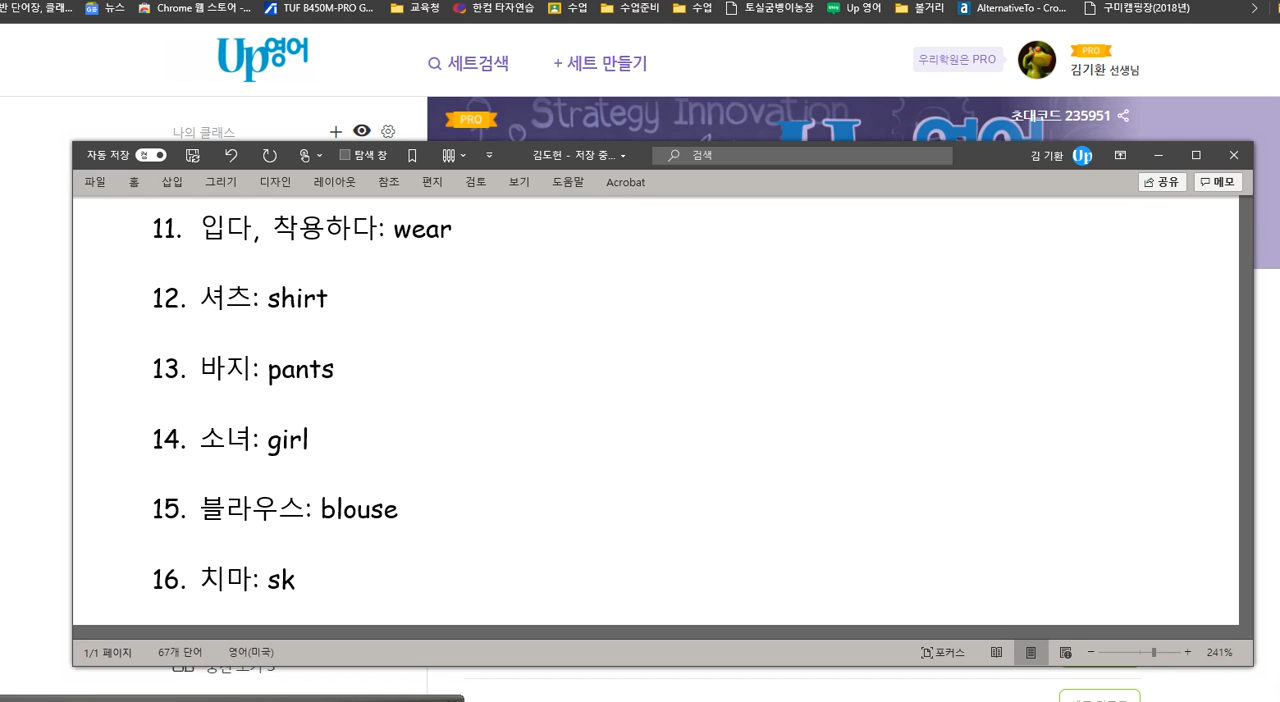 반 단어장, 클래... 뉴스 Chrome 웹 스토어 -... TUF B450M-PRO G... 교육청 한컴 타자연습 수업 수업준비 수업 토실굼벵이농장 Up 영어 볼거리 AlternativeTo - Cro... 구미캠핑장(2018년)
Up영어 세트검색 + 세트 만들기 우리학원은 PRO PRO
김기환 선생님
나의 클래스 PRO Strategy Innovation 초대코드 235951
자동 저장 컴 탐색 창 김도헌 - 저장 중... 검색 김 기환 Up
파일 홈 삽입 그리기 디자인 레이아웃 참조 편지 검토 보기 도움말 Acrobat 공유 메모
11. 입다, 착용하다: wear
12. 셔츠: shirt
13. 바지: pants
14. 소녀: girl
15. 블라우스: blouse
16. 치마: sk
1/1 페이지 67개 단어 영어(미국) 포커스 241%